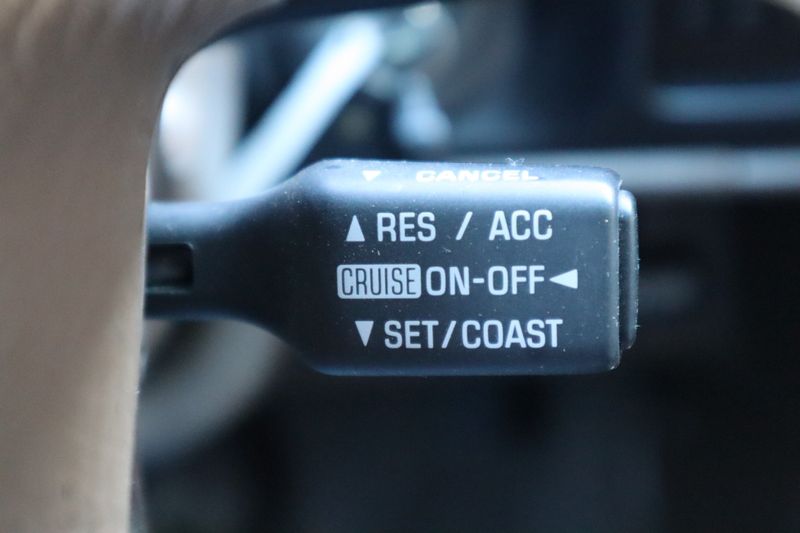 ▼ CANCEL
▲ RES / ACC
CRUISE ON-OFF ◀
▼ SET/COAST